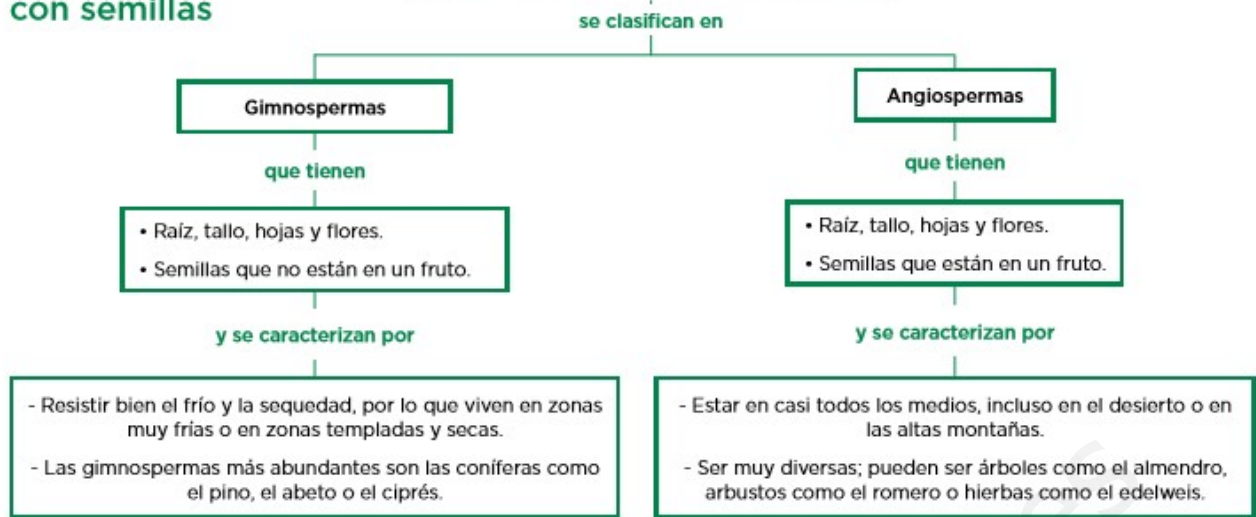 con semillas
se clasifican en
Gimnospermas
que tienen
• Raíz, tallo, hojas y flores.
• Semillas que no están en un fruto.
y se caracterizan por
- Resistir bien el frío y la sequedad, por lo que viven en zonas
muy frías o en zonas templadas y secas.
- Las gimnospermas más abundantes son las coníferas como
el pino, el abeto o el ciprés.
Angiospermas
que tienen
• Raíz, tallo, hojas y flores.
• Semillas que están en un fruto.
y se caracterizan por
- Estar en casi todos los medios, incluso en el desierto o en
las altas montañas.
- Ser muy diversas; pueden ser árboles como el almendro,
arbustos como el romero o hierbas como el edelweis.